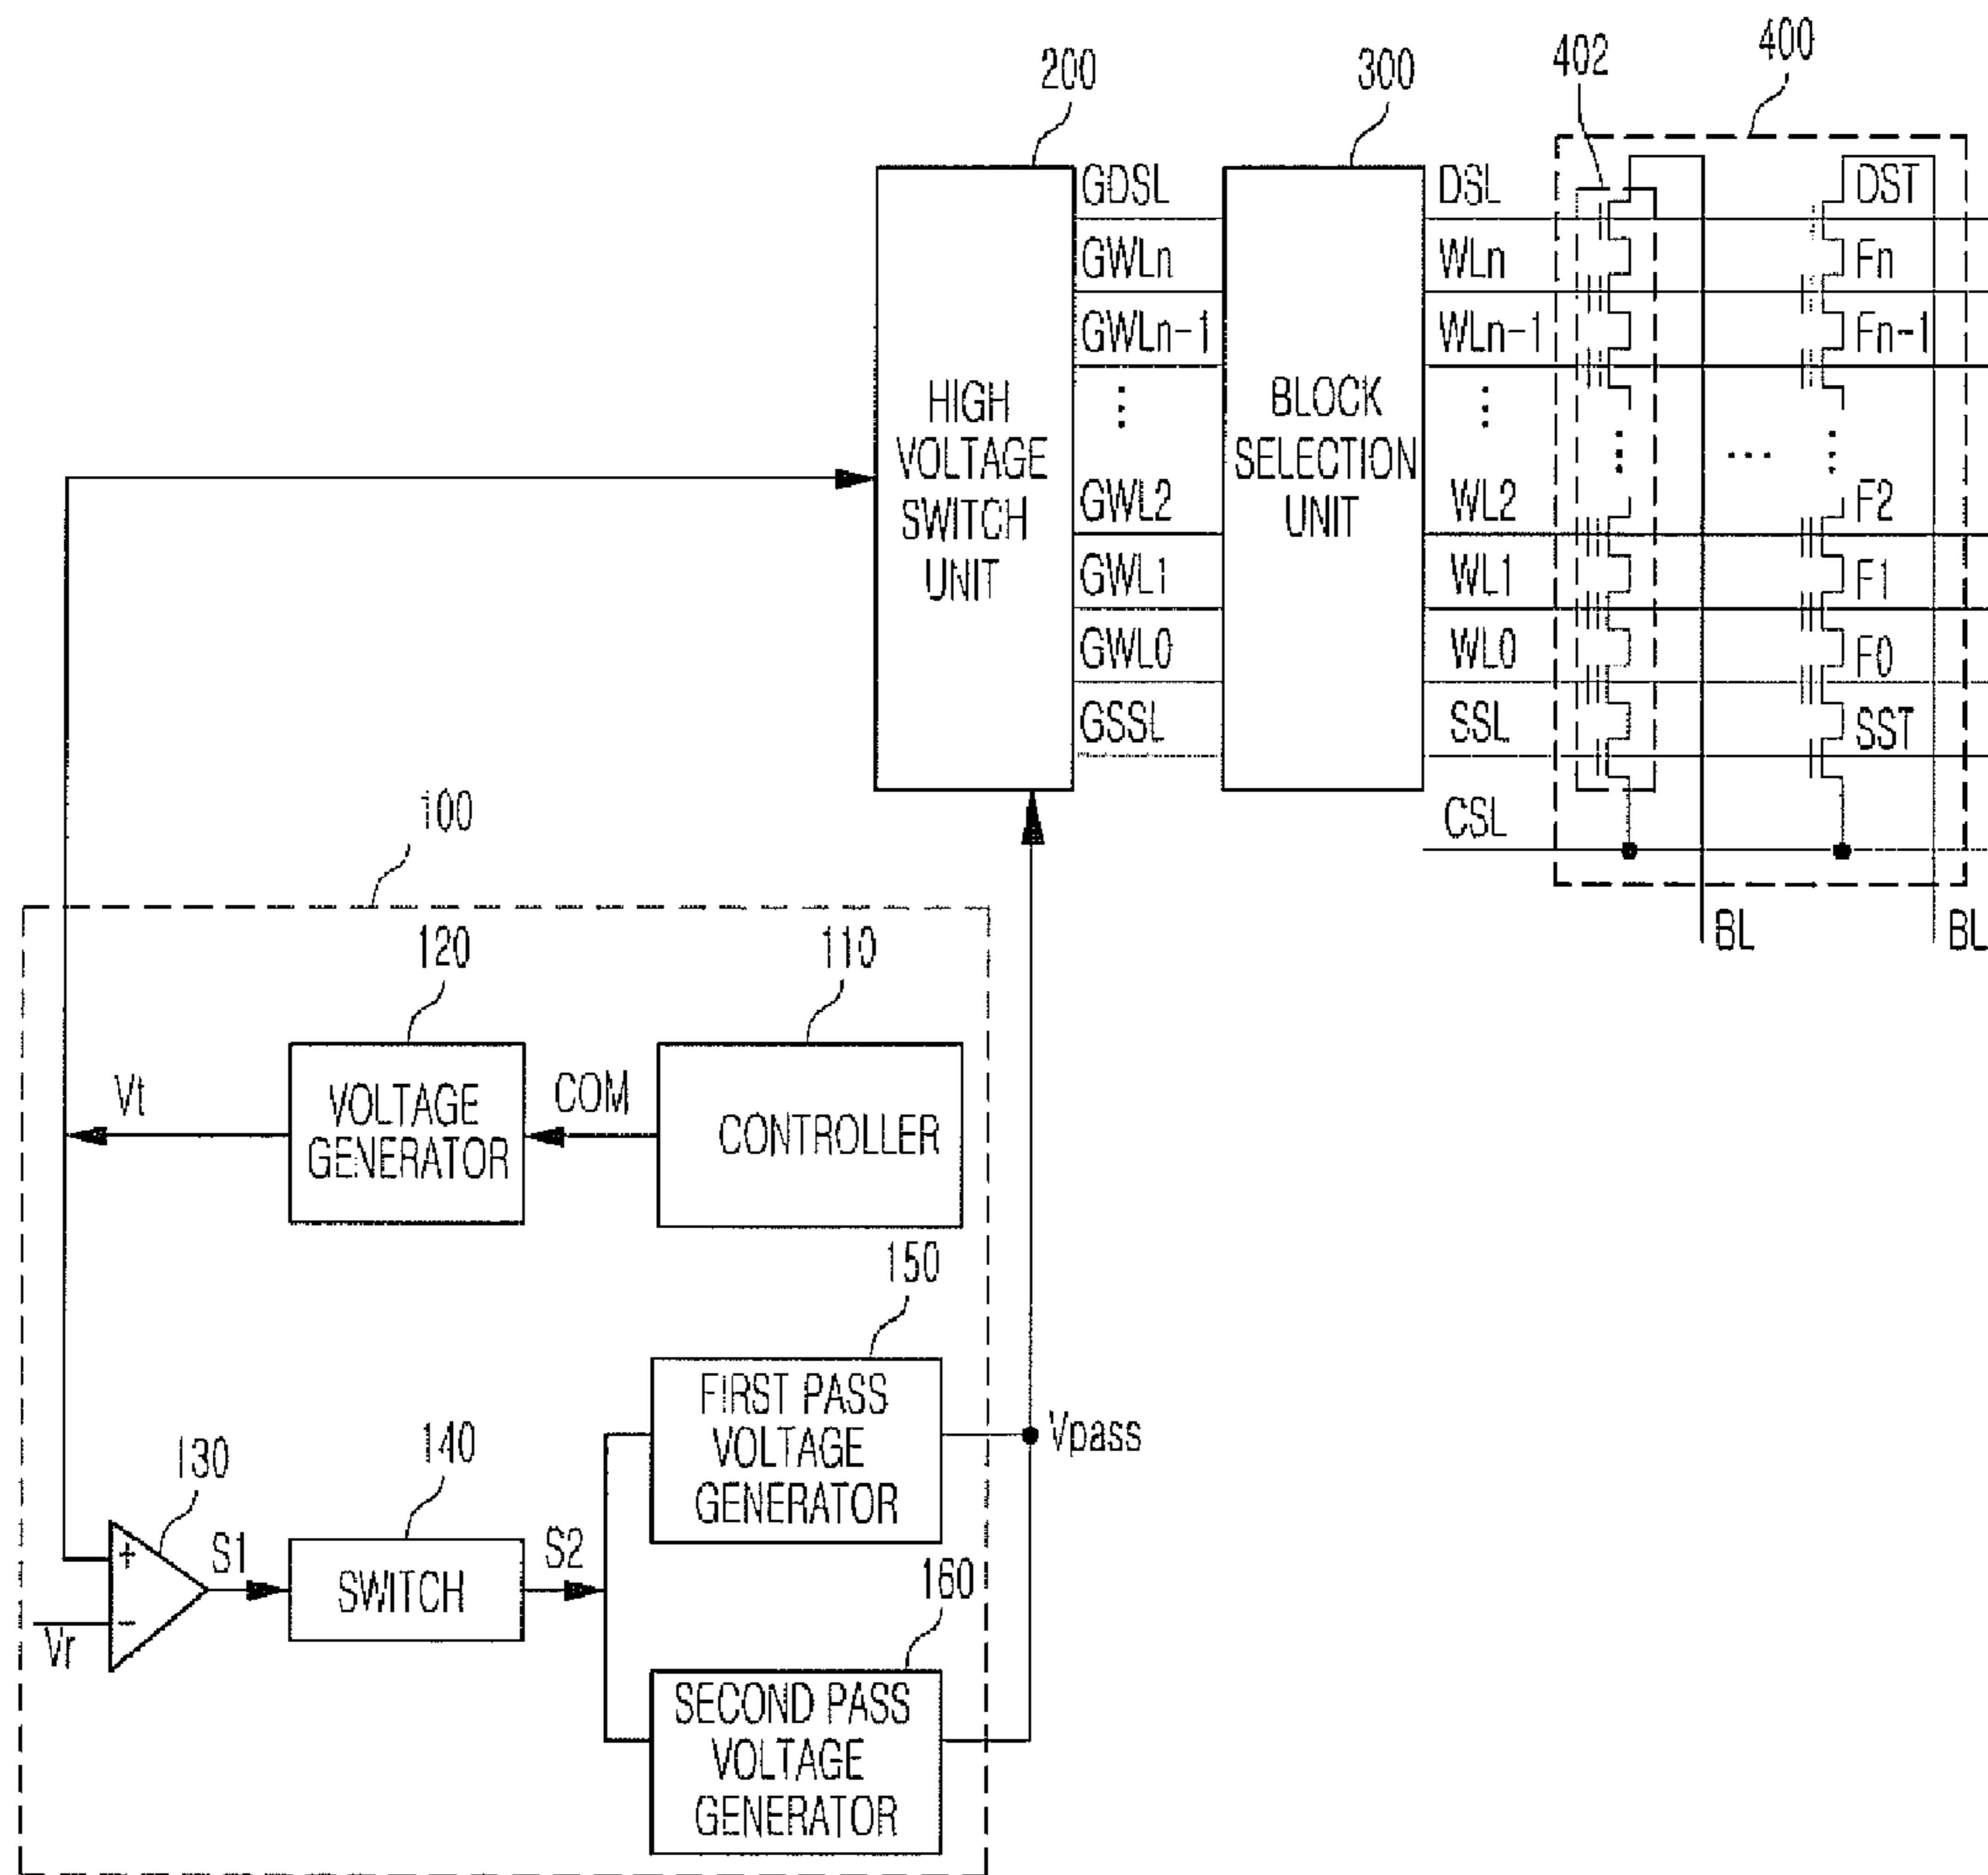 400
402
200
300
GDSL
DSL
DST
GWLn
WLn
Fn
GWLn-1
WLn-1
Fn-1
HIGH
VOLTAGE
SWITCH
UNIT
⋮
BLOCK
SELECTION
UNIT
⋮
⋮
...
⋮
GWL2
WL2
F2
GWL1
WL1
F1
GWL0
WL0
F0
GSSL
SSL
SST
CSL
100
BL
BL
120
110
Vt
VOLTAGE
GENERATOR
COM
CONTROLLER
150
FIRST PASS
VOLTAGE
GENERATOR
Vpass
130
140
+
S1
SWITCH
S2
-
Vr
160
SECOND PASS
VOLTAGE
GENERATOR